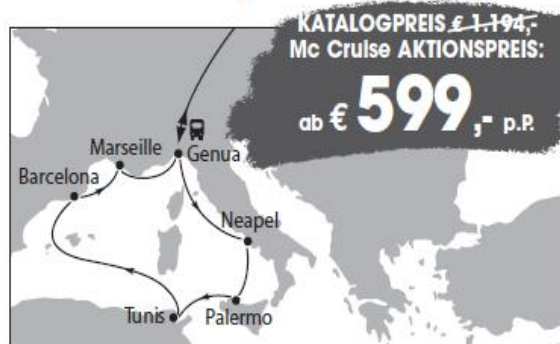 KATALOGPREIS € 1.194,-
Mc Cruise AKTIONSPREIS:
ab € 599,- p.P.
Marseille
Genua
Barcelona
Neapel
Tunis
Palermo